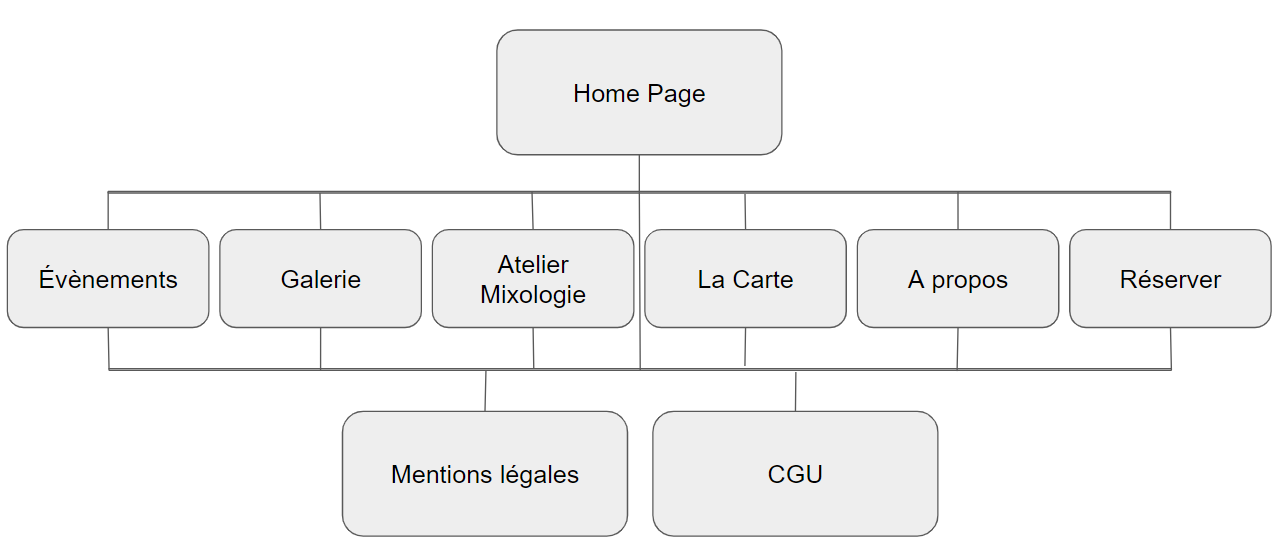 Home Page
Évènements
Galerie
Atelier
Mixologie
La Carte
A propos
Réserver
Mentions légales
CGU